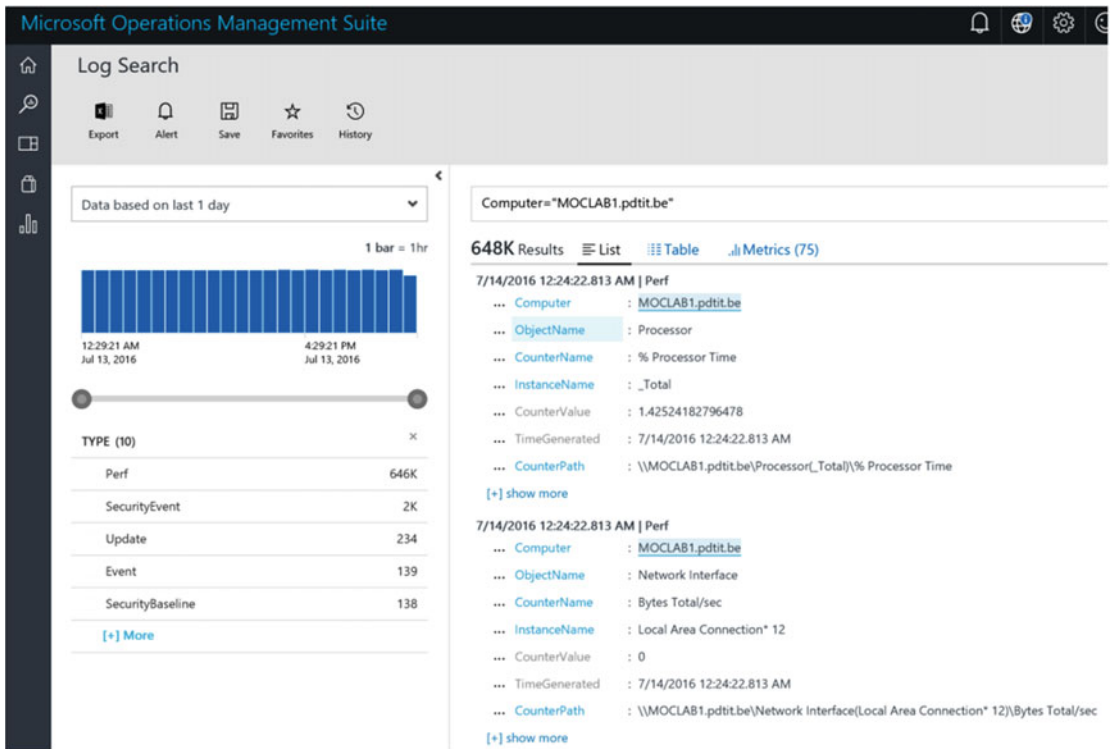 Microsoft Operations Management Suite
Log Search
Export Alert Save Favorites History
Data based on last 1 day
1 bar = 1hr
12:29:21 AM 4:29:21 PM
Jul 13, 2016 Jul 13, 2016
TYPE (10)
Perf 646K
SecurityEvent 2K
Update 234
Event 139
SecurityBaseline 138
[+] More
Computer="MOCLAB1.pdtit.be"
648K Results List Table Metrics (75)
7/14/2016 12:24:22.813 AM | Perf
... Computer : MOCLAB1.pdtit.be
... ObjectName : Processor
... CounterName : % Processor Time
... InstanceName : _Total
... CounterValue : 1.42524182796478
... TimeGenerated : 7/14/2016 12:24:22.813 AM
... CounterPath : \\MOCLAB1.pdtit.be\Processor(_Total)\% Processor Time
[+] show more
7/14/2016 12:24:22.813 AM | Perf
... Computer : MOCLAB1.pdtit.be
... ObjectName : Network Interface
... CounterName : Bytes Total/sec
... InstanceName : Local Area Connection* 12
... CounterValue : 0
... TimeGenerated : 7/14/2016 12:24:22.813 AM
... CounterPath : \\MOCLAB1.pdtit.be\Network Interface(Local Area Connection* 12)\Bytes Total/sec
[+] show more